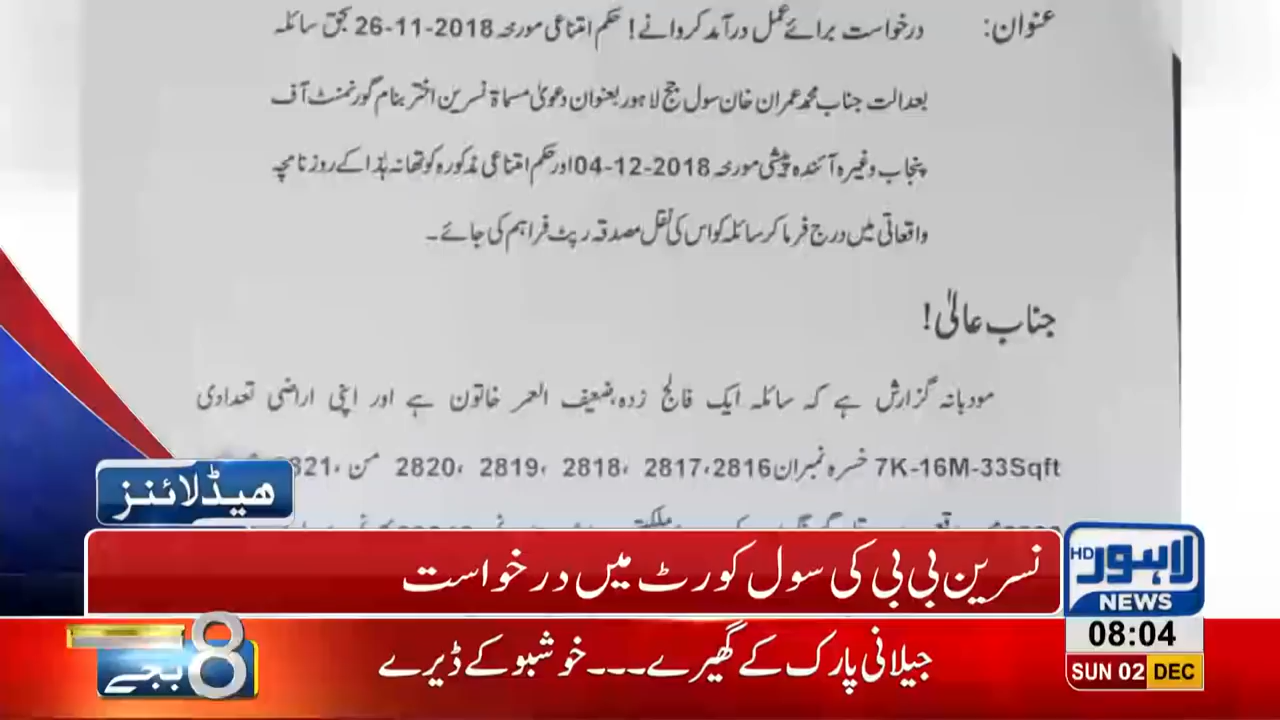 عنوان: درخواست برائے عمل درآمد کروانے! حکم امتناعی مورخہ 26-11-2018 بحق سائلہ
بعدالت جناب محمد عمران خان سول جج لاہور بعنوان دعویٰ مسماۃ نسرین اختر بنام گورنمنٹ آف
پنجاب وغیرہ آئندہ پیشی مورخہ 04-12-2018 اور حکم امتناعی مذکورہ کو تھانہ ہذا کے روزنامچہ
واقعاتی میں درج فرما کر سائلہ کو اس کی نقل مصدقہ رپٹ فراہم کی جائے۔
جناب عالیٰ!
مودبانہ گزارش ہے کہ سائلہ ایک فالج زدہ، ضعیف العمر خاتون ہے اور اپنی اراضی تعدادی
7K-16M-33Sqft خسرہ نمبران 2816، 2817، 2818، 2819، 2820 من،
ھیڈلائنز
نسرین بی بی کی سول کورٹ میں درخواست
HD لاہور
NEWS
08:04
SUN 02 DEC
8 بجے
جیلانی پارک کے گھیرے۔۔۔خوشبو کے ڈیرے